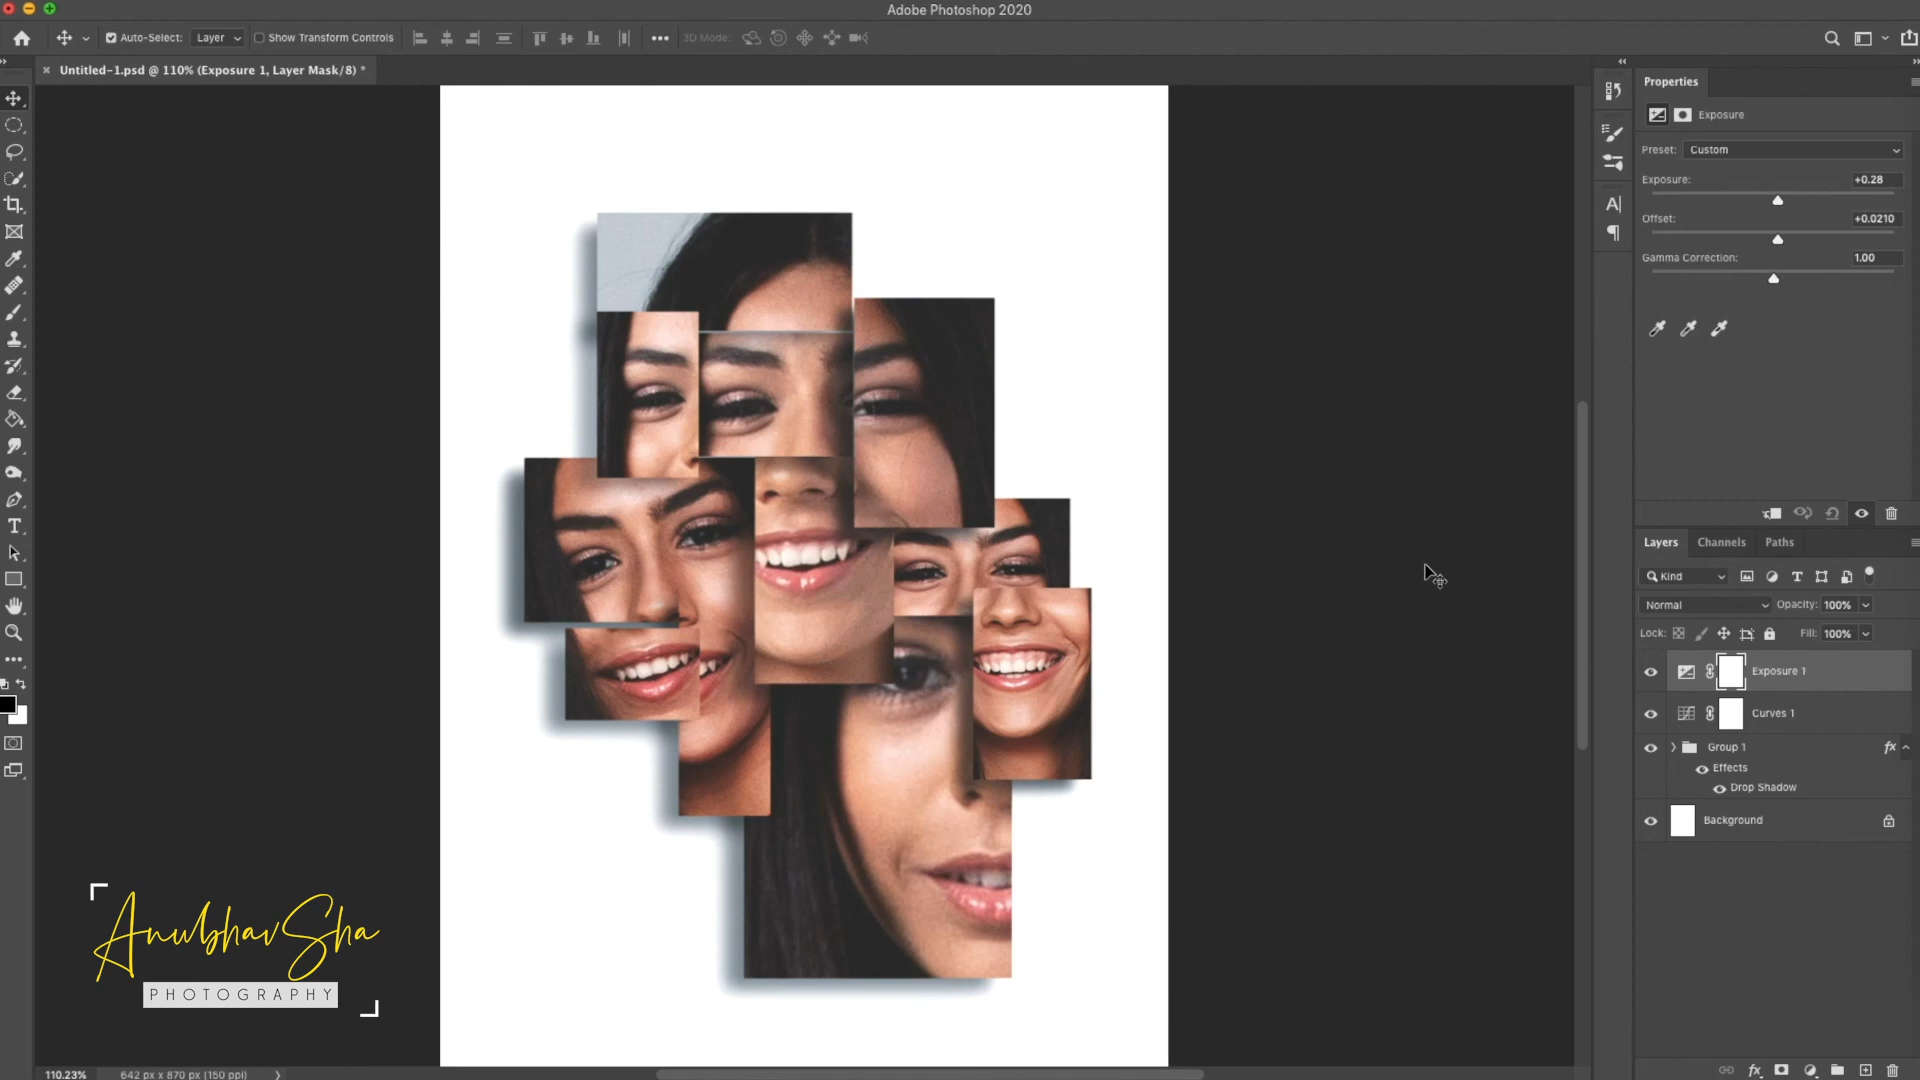 Adobe Photoshop 2020
Auto-Select: Layer Show Transform Controls 3D Mode:
Untitled-1.psd @ 110% (Exposure 1, Layer Mask/8) *
Properties
Exposure
Preset: Custom
Exposure: +0.28
Offset: +0.0210
Gamma Correction: 1.00
Layers Channels Paths
Kind
Normal Opacity: 100%
Lock: Fill: 100%
Exposure 1
Curves 1
Group 1 fx
Effects
Drop Shadow
Background
AnubhavSha
PHOTOGRAPHY
110.23% 642 px x 870 px (150 ppi)